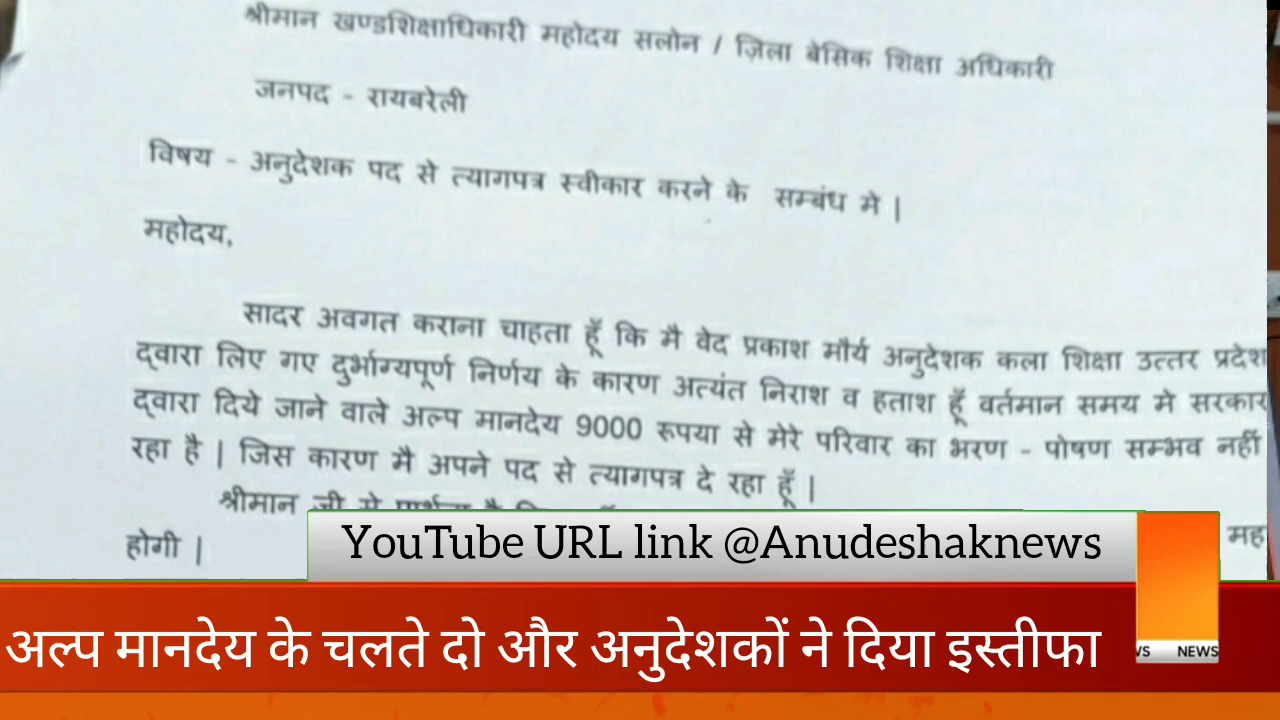 श्रीमान खण्डशिक्षाधिकारी महोदय सलोन / ज़िला बेसिक शिक्षा अधिकारी
जनपद - रायबरेली
विषय - अनुदेशक पद से त्यागपत्र स्वीकार करने के सम्बंध मे |
महोदय,
सादर अवगत कराना चाहता हूँ कि मै वेद प्रकाश मौर्य अनुदेशक कला शिक्षा उत्तर प्रदेश
द्वारा लिए गए दुर्भाग्यपूर्ण निर्णय के कारण अत्यंत निराश व हताश हूँ वर्तमान समय मे सरकार
द्वारा दिये जाने वाले अल्प मानदेय 9000 रूपया से मेरे परिवार का भरण - पोषण सम्भव नहीं
रहा है | जिस कारण मै अपने पद से त्यागपत्र दे रहा हूँ |
श्रीमान जी से
मह
होगी |
YouTube URL link @Anudeshaknews
NEWS
अल्प मानदेय के चलते दो और अनुदेशकों ने दिया इस्तीफा